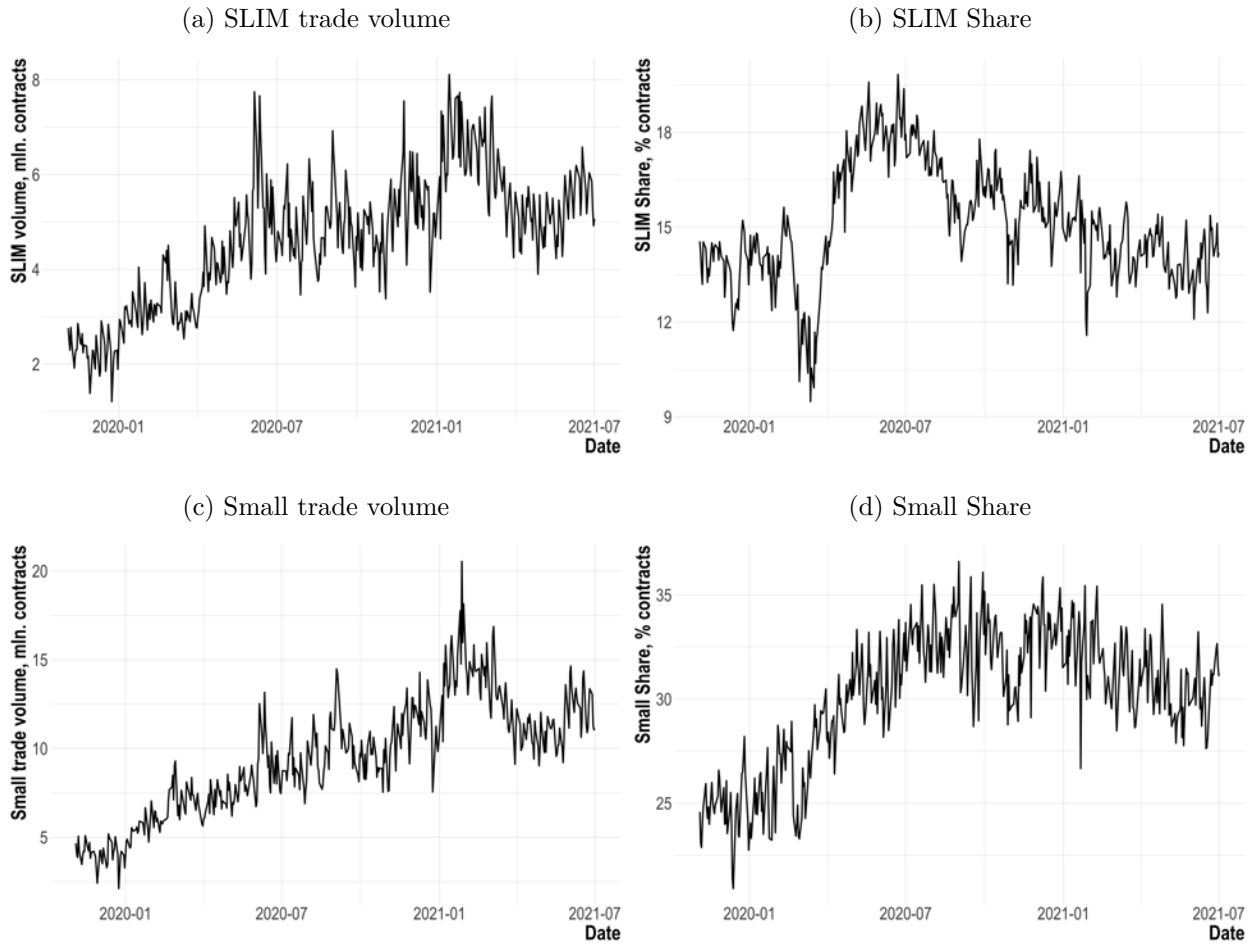 (a) SLIM trade volume
SLIM volume, mln. contracts
8
6
4
2
2020-01 2020-07 2021-01 2021-07
Date
(b) SLIM Share
SLIM Share, % contracts
18
15
12
9
2020-01 2020-07 2021-01 2021-07
Date
(c) Small trade volume
Small trade volume, mln. contracts
20
15
10
5
2020-01 2020-07 2021-01 2021-07
Date
(d) Small Share
Small Share, % contracts
35
30
25
2020-01 2020-07 2021-01 2021-07
Date